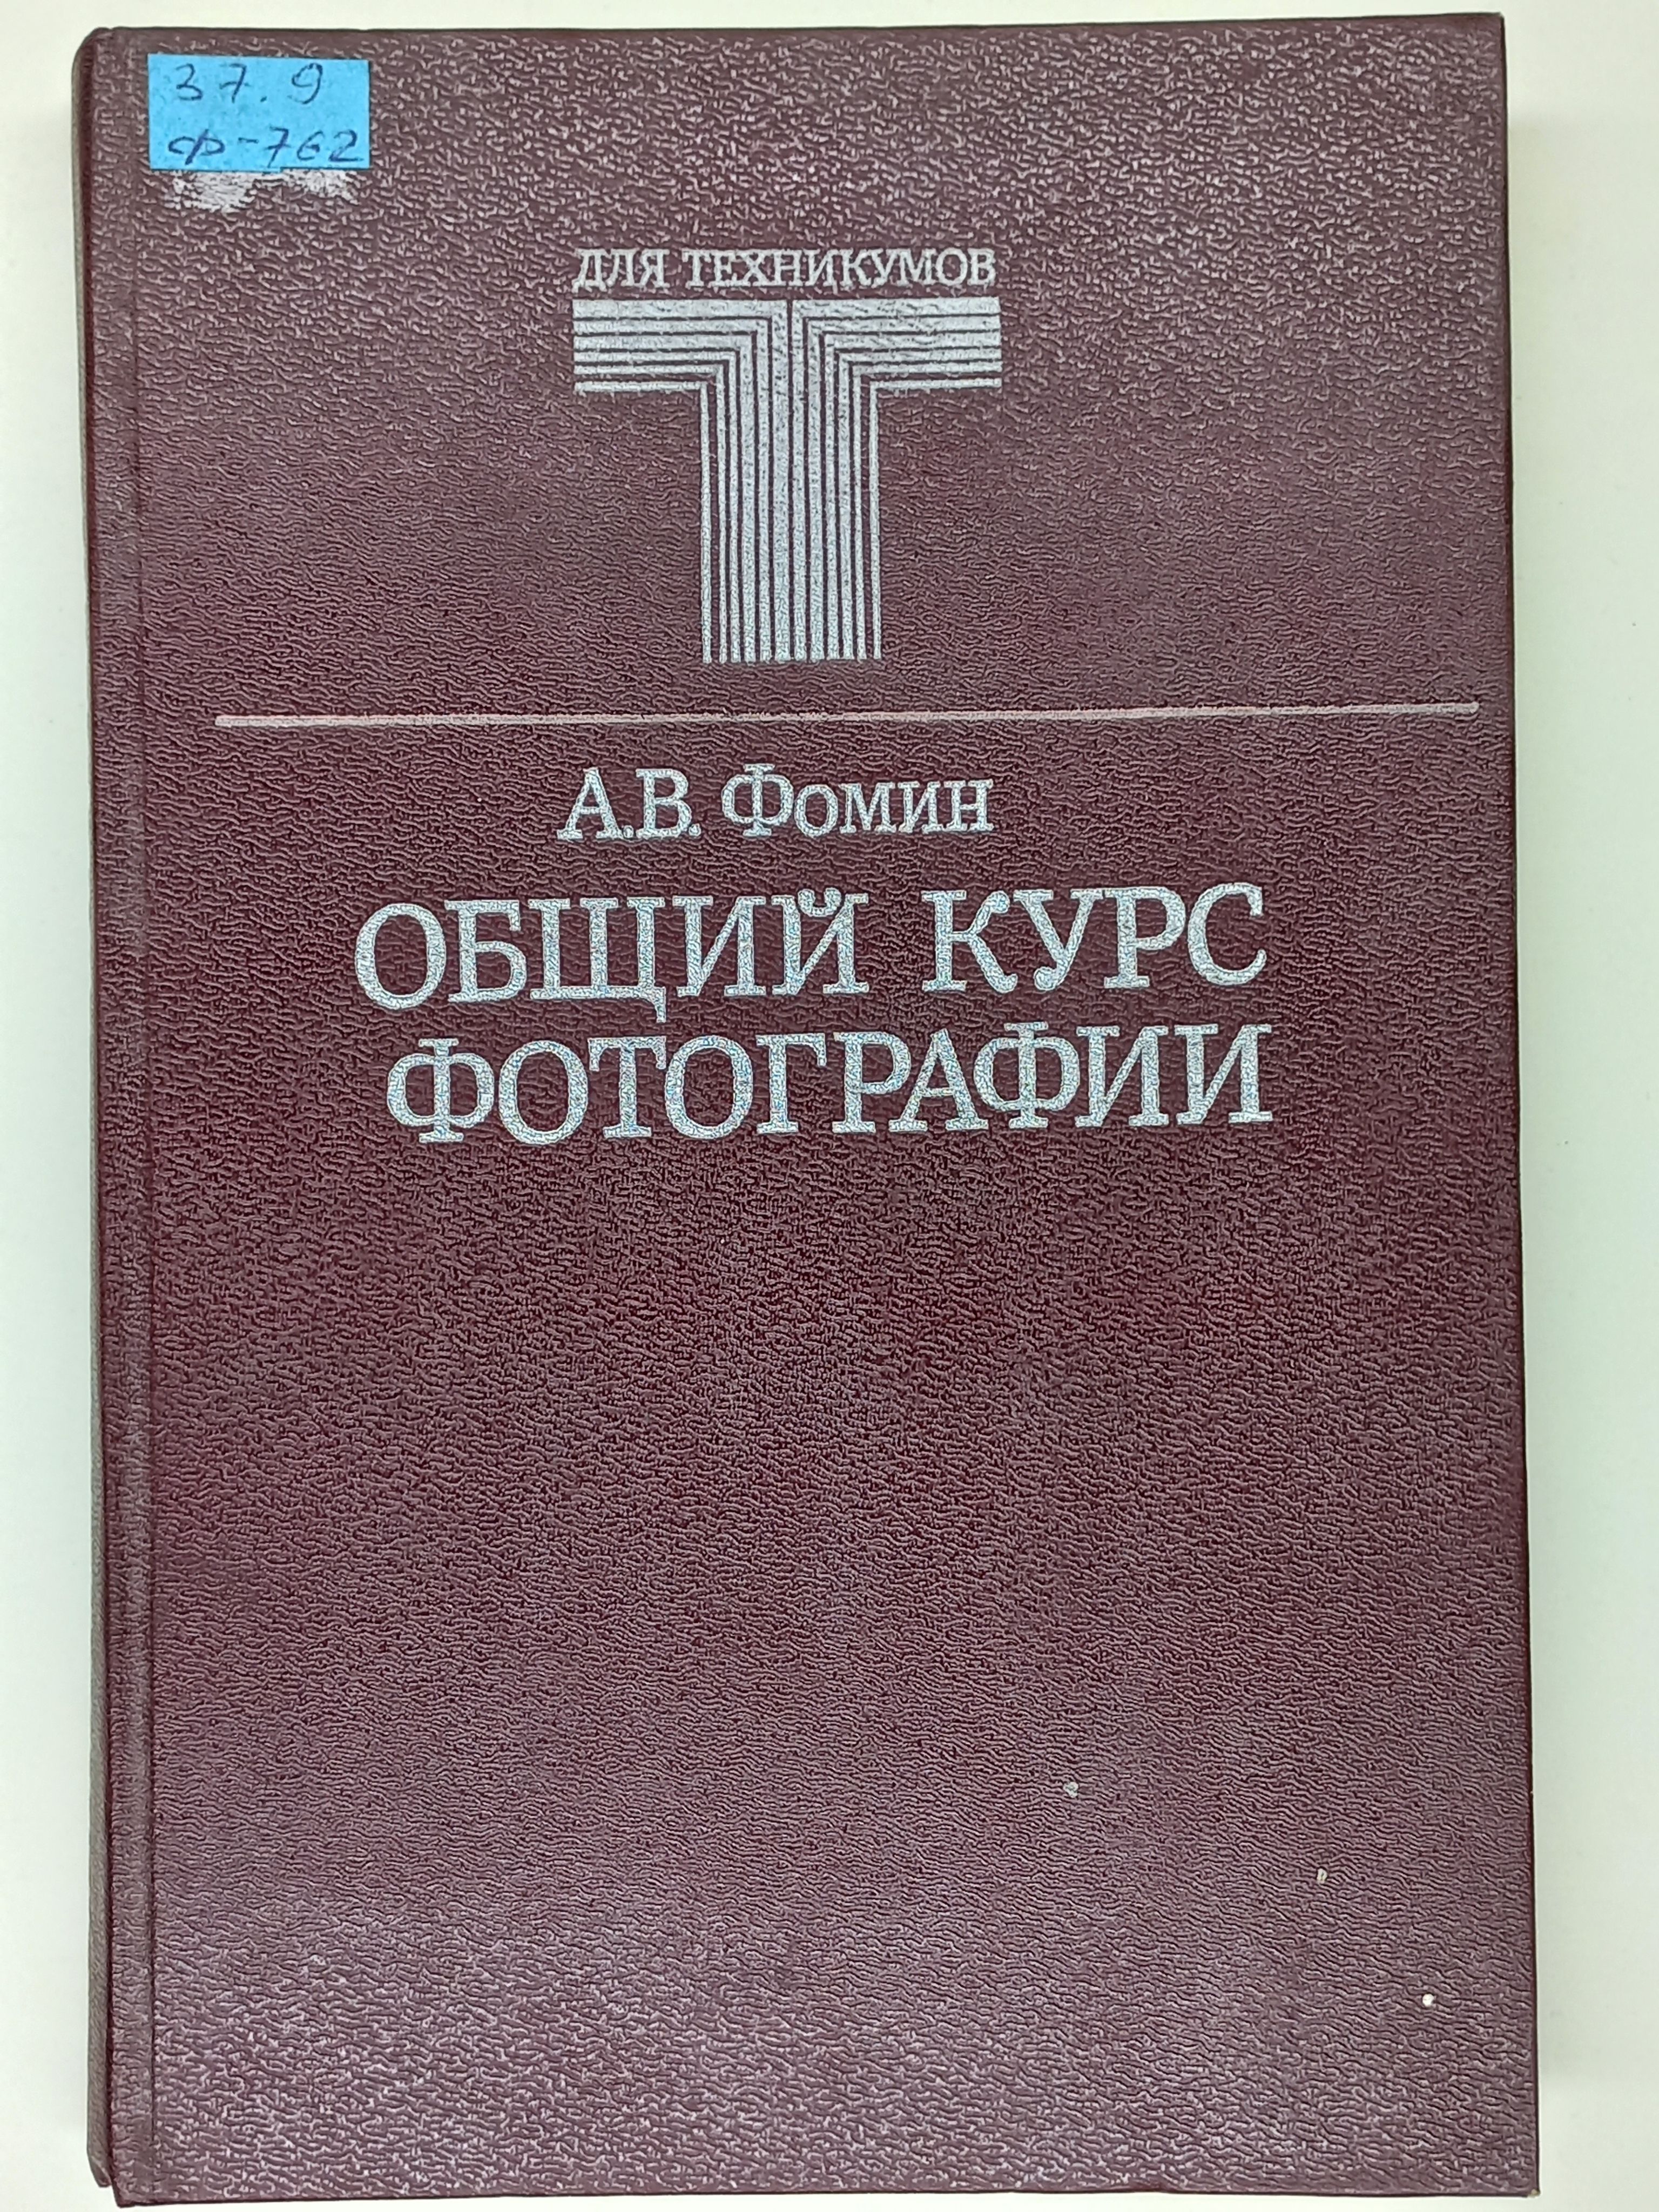 37.9
Ф-762
ДЛЯ ТЕХНИКУМОВ
Т
А.В. Фомин
ОБЩИЙ КУРС
ФОТОГРАФИИ